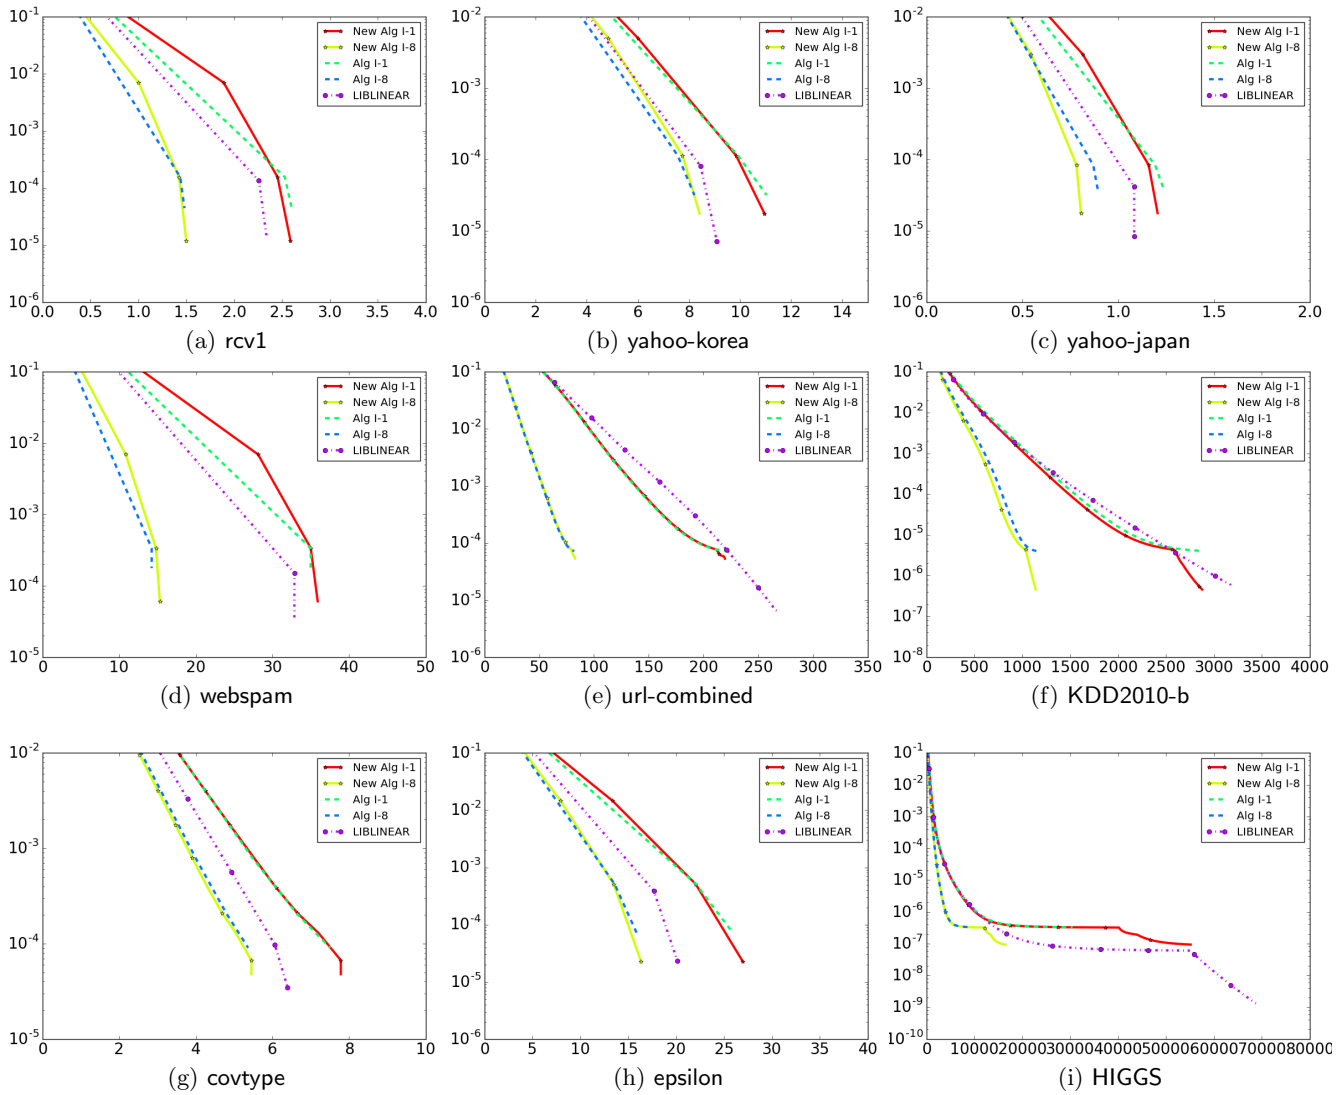 10^-1
10^-2
10^-3
10^-4
10^-5
10^-6
0.0 0.5 1.0 1.5 2.0 2.5 3.0 3.5 4.0
New Alg I-1
New Alg I-8
Alg I-1
Alg I-8
LIBLINEAR
(a) rcv1
10^-2
10^-3
10^-4
10^-5
10^-6
0 2 4 6 8 10 12 14
New Alg I-1
New Alg I-8
Alg I-1
Alg I-8
LIBLINEAR
(b) yahoo-korea
10^-2
10^-3
10^-4
10^-5
10^-6
0.0 0.5 1.0 1.5 2.0
New Alg I-1
New Alg I-8
Alg I-1
Alg I-8
LIBLINEAR
(c) yahoo-japan
10^-1
10^-2
10^-3
10^-4
10^-5
0 10 20 30 40 50
New Alg I-1
New Alg I-8
Alg I-1
Alg I-8
LIBLINEAR
(d) webspam
10^-1
10^-2
10^-3
10^-4
10^-5
10^-6
0 50 100 150 200 250 300 350
New Alg I-1
New Alg I-8
Alg I-1
Alg I-8
LIBLINEAR
(e) url-combined
10^-1
10^-2
10^-3
10^-4
10^-5
10^-6
10^-7
10^-8
0 500 1000 1500 2000 2500 3000 3500 4000
New Alg I-1
New Alg I-8
Alg I-1
Alg I-8
LIBLINEAR
(f) KDD2010-b
10^-2
10^-3
10^-4
10^-5
0 2 4 6 8 10
New Alg I-1
New Alg I-8
Alg I-1
Alg I-8
LIBLINEAR
(g) covtype
10^-1
10^-2
10^-3
10^-4
10^-5
10^-6
0 5 10 15 20 25 30 35 40
New Alg I-1
New Alg I-8
Alg I-1
Alg I-8
LIBLINEAR
(h) epsilon
10^-1
10^-2
10^-3
10^-4
10^-5
10^-6
10^-7
10^-8
10^-9
10^-10
0 10000 20000 30000 40000 50000 60000 70000 80000
New Alg I-1
New Alg I-8
Alg I-1
Alg I-8
LIBLINEAR
(i) HIGGS